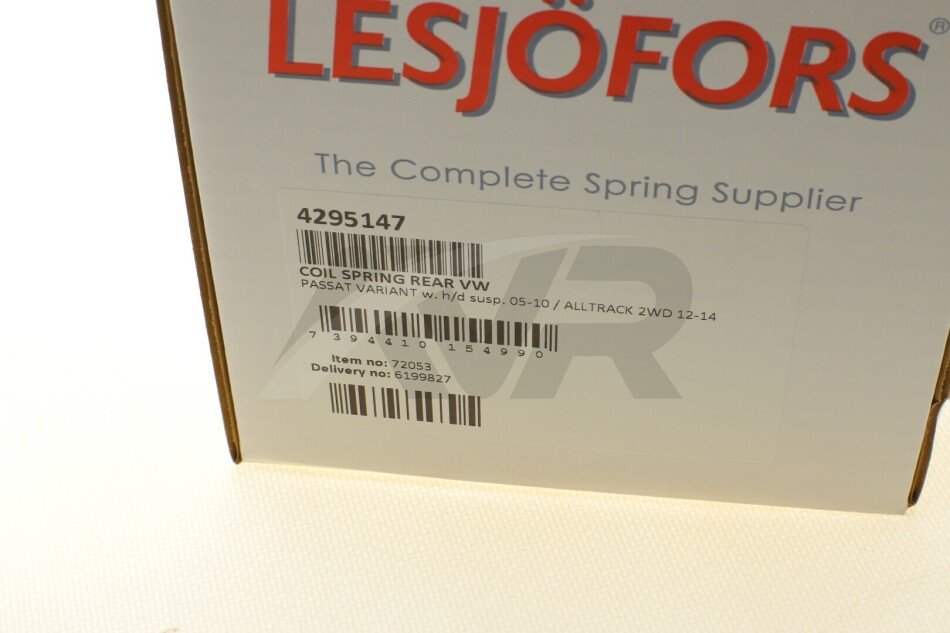 LESJÖFORS®
The Complete Spring Supplier
4295147
COIL SPRING REAR VW
PASSAT VARIANT w. h/d susp. 05-10 / ALLTRACK 2WD 12-14
7 394410 154990
Item no: 72053
Delivery no: 6199827
AVR